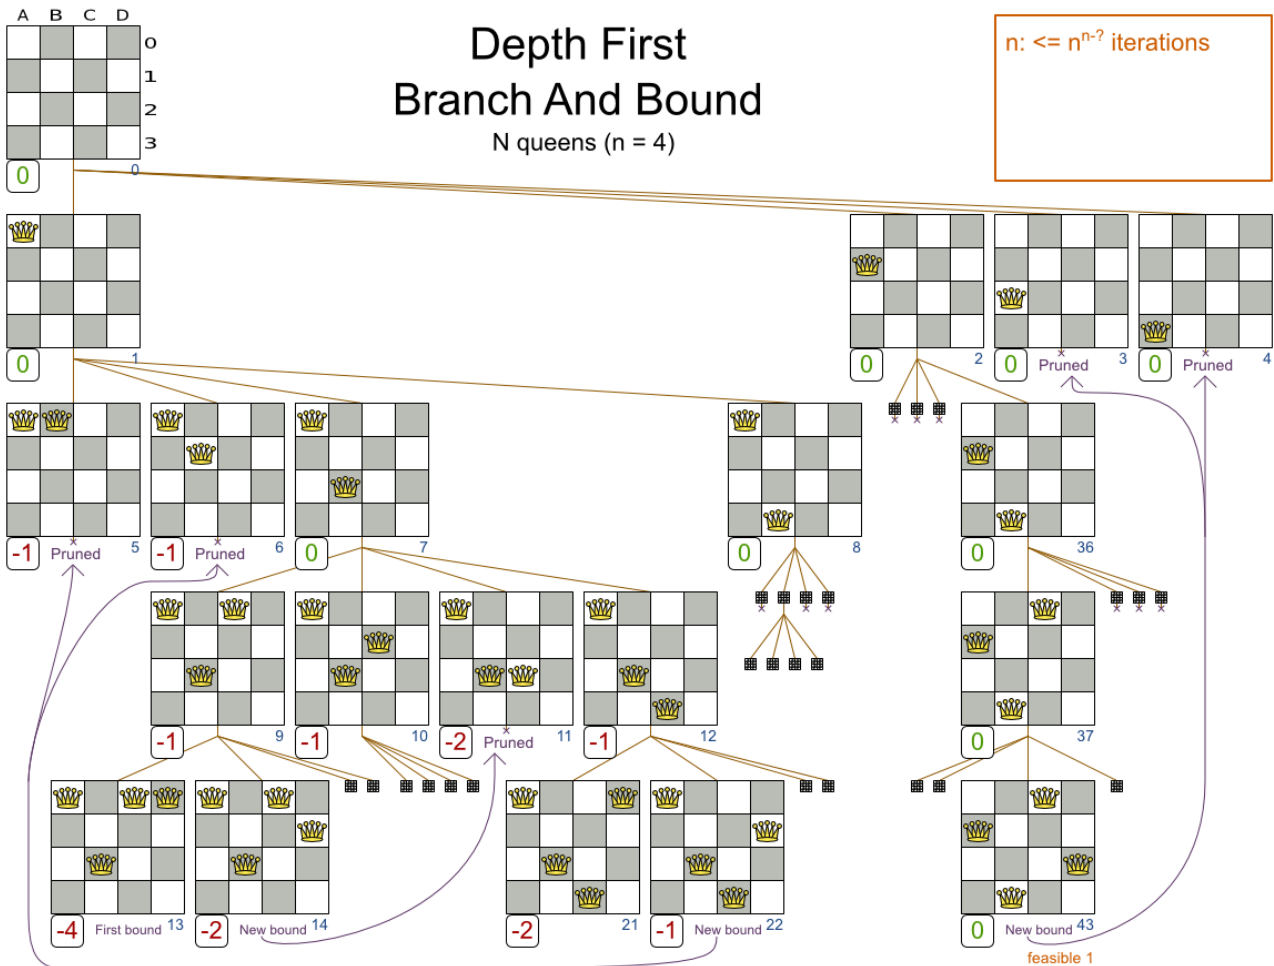 A B C D
0
1
2
3
Depth First
Branch And Bound
N queens (n = 4)
n: <= n^n-? iterations
0 0
0 1
0 2
0 Pruned 3
0 Pruned 4
-1 Pruned 5
-1 Pruned 6
0 7
0 8
0 36
-1 9
-1 10
-2 Pruned 11
-1 12
0 37
-4 First bound 13
-2 New bound 14
-2 21
-1 New bound 22
0 New bound 43
feasible 1